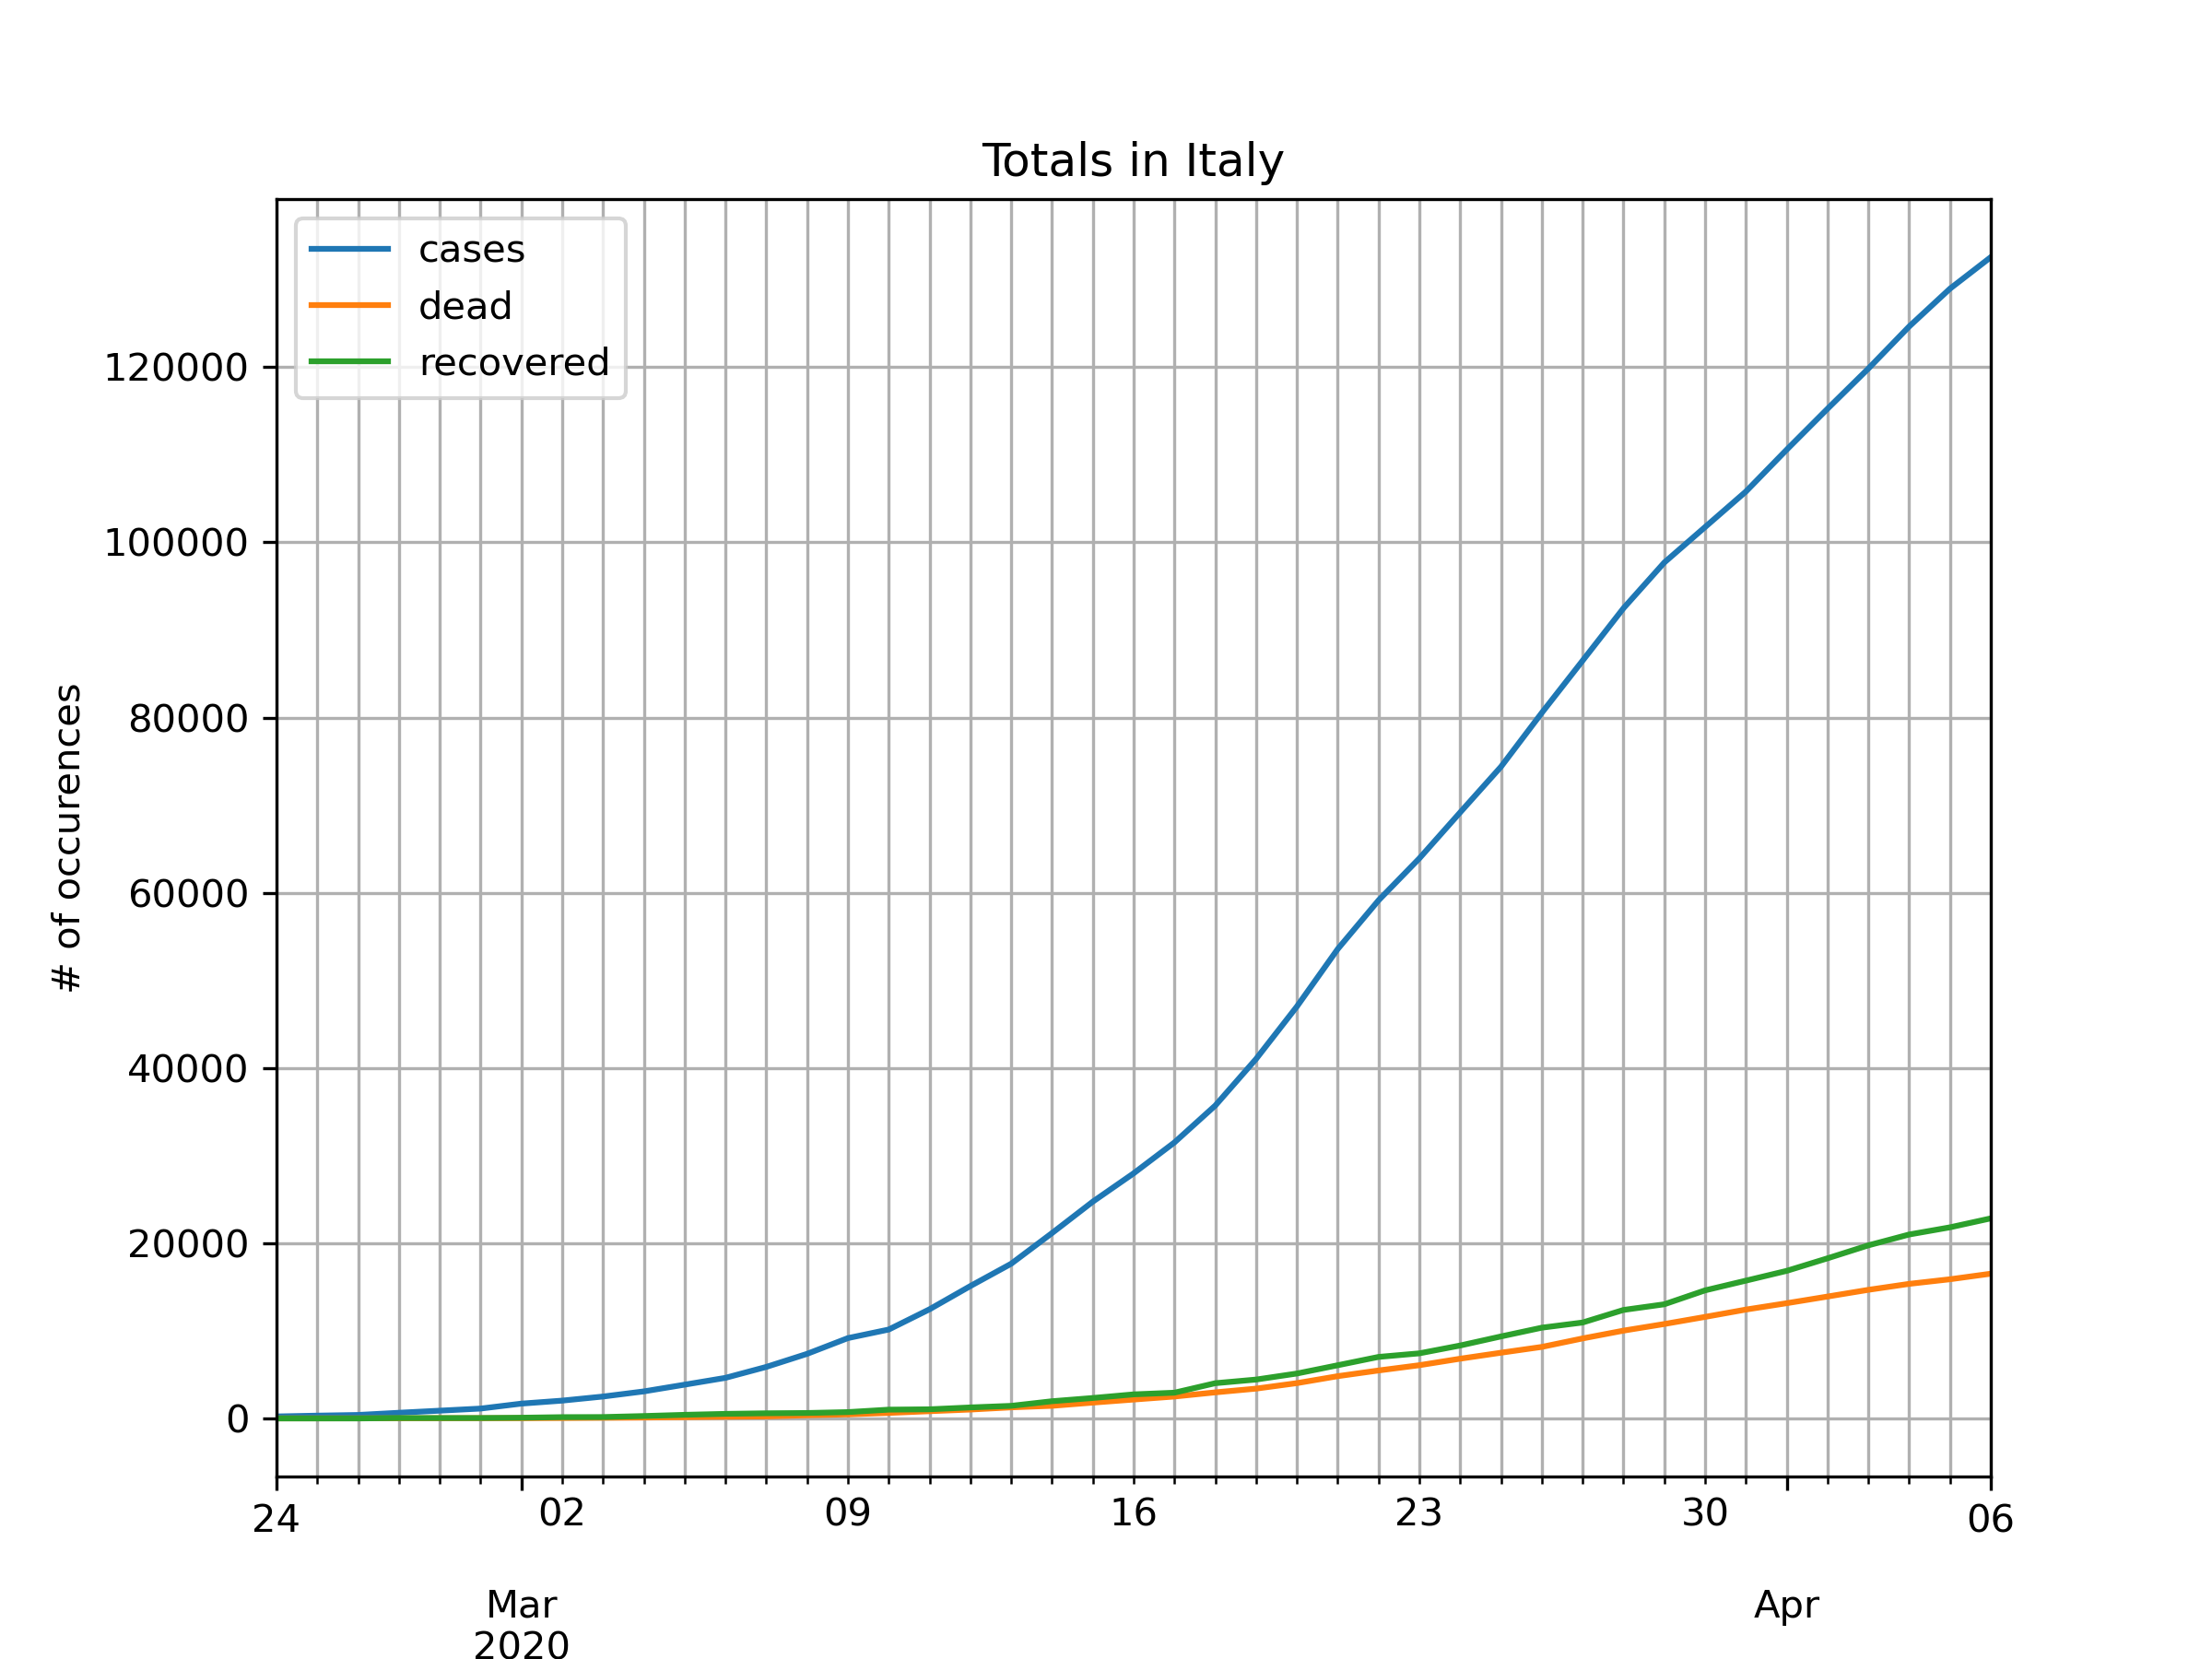 Totals in Italy
cases
dead
recovered
120000
100000
80000
60000
40000
20000
0
# of occurences
24 02 09 16 23 30 06
Mar Apr
2020